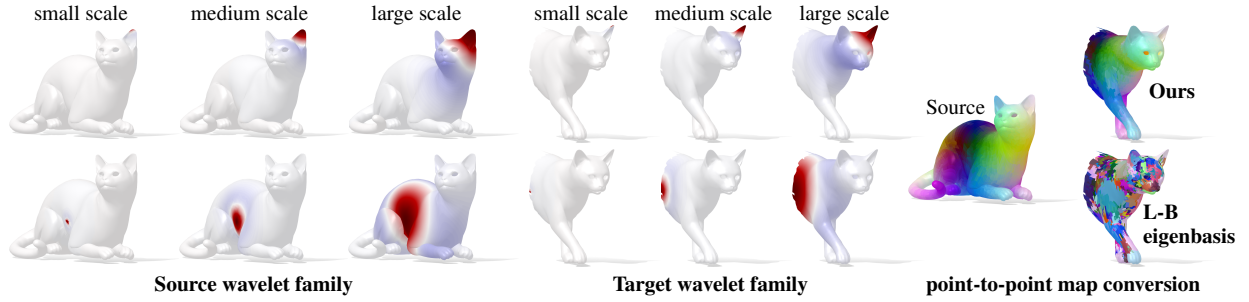 small scale medium scale large scale small scale medium scale large scale
Source
Ours
L-B
eigenbasis
Source wavelet family Target wavelet family point-to-point map conversion